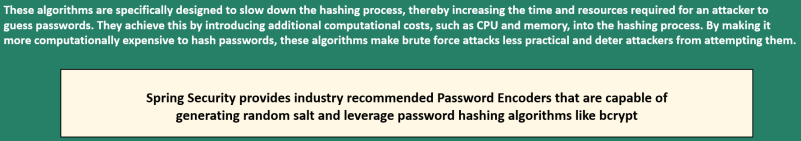 These algorithms are specifically designed to slow down the hashing process, thereby increasing the time and resources required for an attacker to
guess passwords. They achieve this by introducing additional computational costs, such as CPU and memory, into the hashing process. By making it
more computationally expensive to hash passwords, these algorithms make brute force attacks less practical and deter attackers from attempting them.
Spring Security provides industry recommended Password Encoders that are capable of
generating random salt and leverage password hashing algorithms like bcrypt